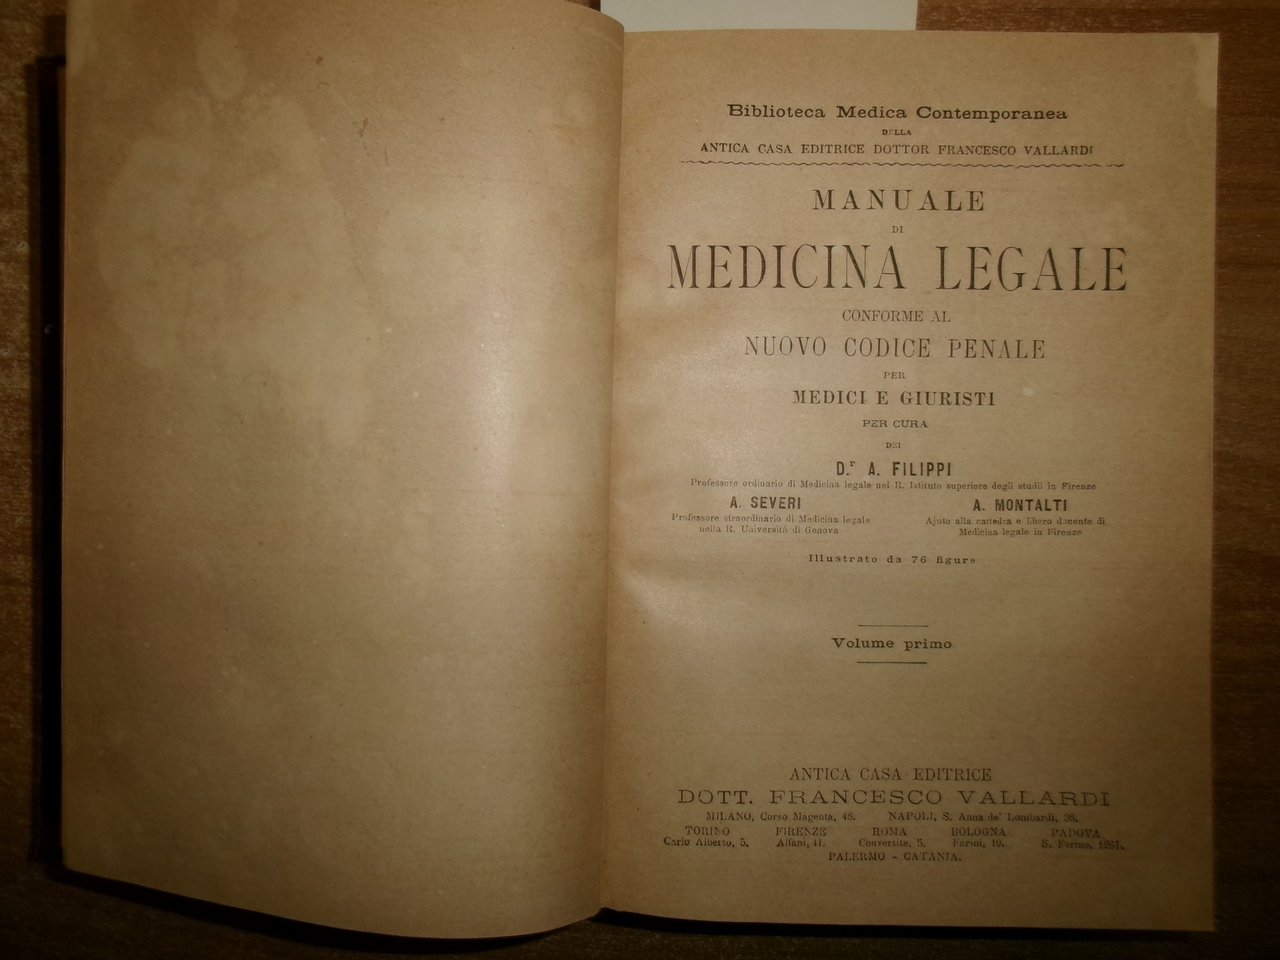 Biblioteca Medica Contemporanea
DELLA
ANTICA CASA EDITRICE DOTTOR FRANCESCO VALLARDI
MANUALE
DI
MEDICINA LEGALE
CONFORME AL
NUOVO CODICE PENALE
PER
MEDICI E GIURISTI
PER CURA
DEI
D.r A. FILIPPI
Professore ordinario di Medicina legale nel R. Istituto superiore degli studii in Firenze
A. SEVERI
Professore straordinario di Medicina legale
nella R. Università di Genova
A. MONTALTI
Ajuto alla cattedra e libero docente di
Medicina legale in Firenze
Illustrato da 76 figure
Volume primo
ANTICA CASA EDITRICE
DOTT. FRANCESCO VALLARDI
MILANO, Corso Magenta, 48. NAPOLI, S. Anna de' Lombardi, 36.
TORINO FIRENZE ROMA BOLOGNA PADOVA
Carlo Alberto, 5. Alfani, 41. Convertite, 5. Farini, 10. S. Fermo, 1261.
PALERMO - CATANIA.